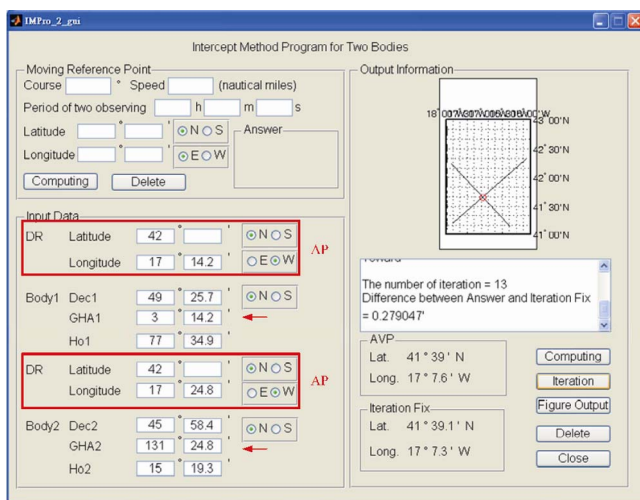 IMPro_2_gui
Intercept Method Program for Two Bodies
Moving Reference Point
Course ° Speed (nautical miles)
Period of two observing h m s
Latitude ° ' N S
Longitude ° ' E W
Answer
Computing Delete
Input Data
DR Latitude 42 ° ' N S
Longitude 17 ° 14.2 ' E W
AP
Body1 Dec1 49 ° 25.7 ' N S
GHA1 3 ° 14.2 '
Ho1 77 ° 34.9 '
DR Latitude 42 ° ' N S
Longitude 17 ° 24.8 ' E W
AP
Body2 Dec2 45 ° 58.4 ' N S
GHA2 131 ° 24.8 '
Ho2 15 ° 19.3 '
Output Information
43°00'N
42°30'N
42°00'N
41°30'N
41°00'N
Toward
The number of iteration = 13
Difference between Answer and Iteration Fix
= 0.279047'
AVP
Lat. 41 ° 39 ' N
Long. 17 ° 7.6 ' W
Iteration Fix
Lat. 41 ° 39.1 ' N
Long. 17 ° 7.3 ' W
Computing
Iteration
Figure Output
Delete
Close